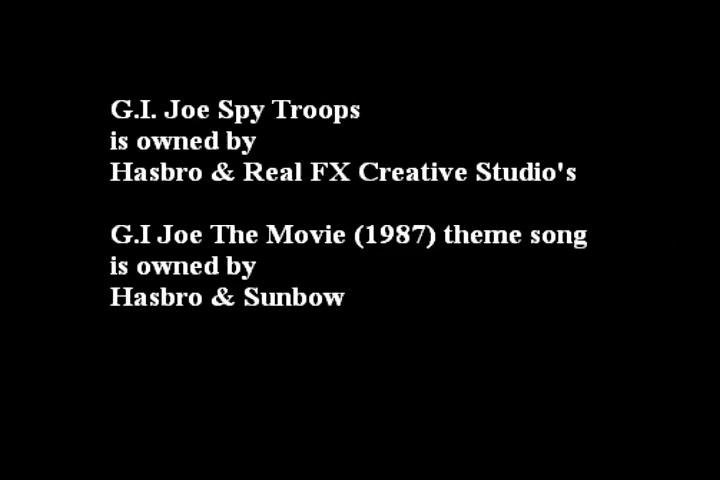 G.I. Joe Spy Troops
is owned by
Hasbro & Real FX Creative Studio's
G.I Joe The Movie (1987) theme song
is owned by
Hasbro & Sunbow